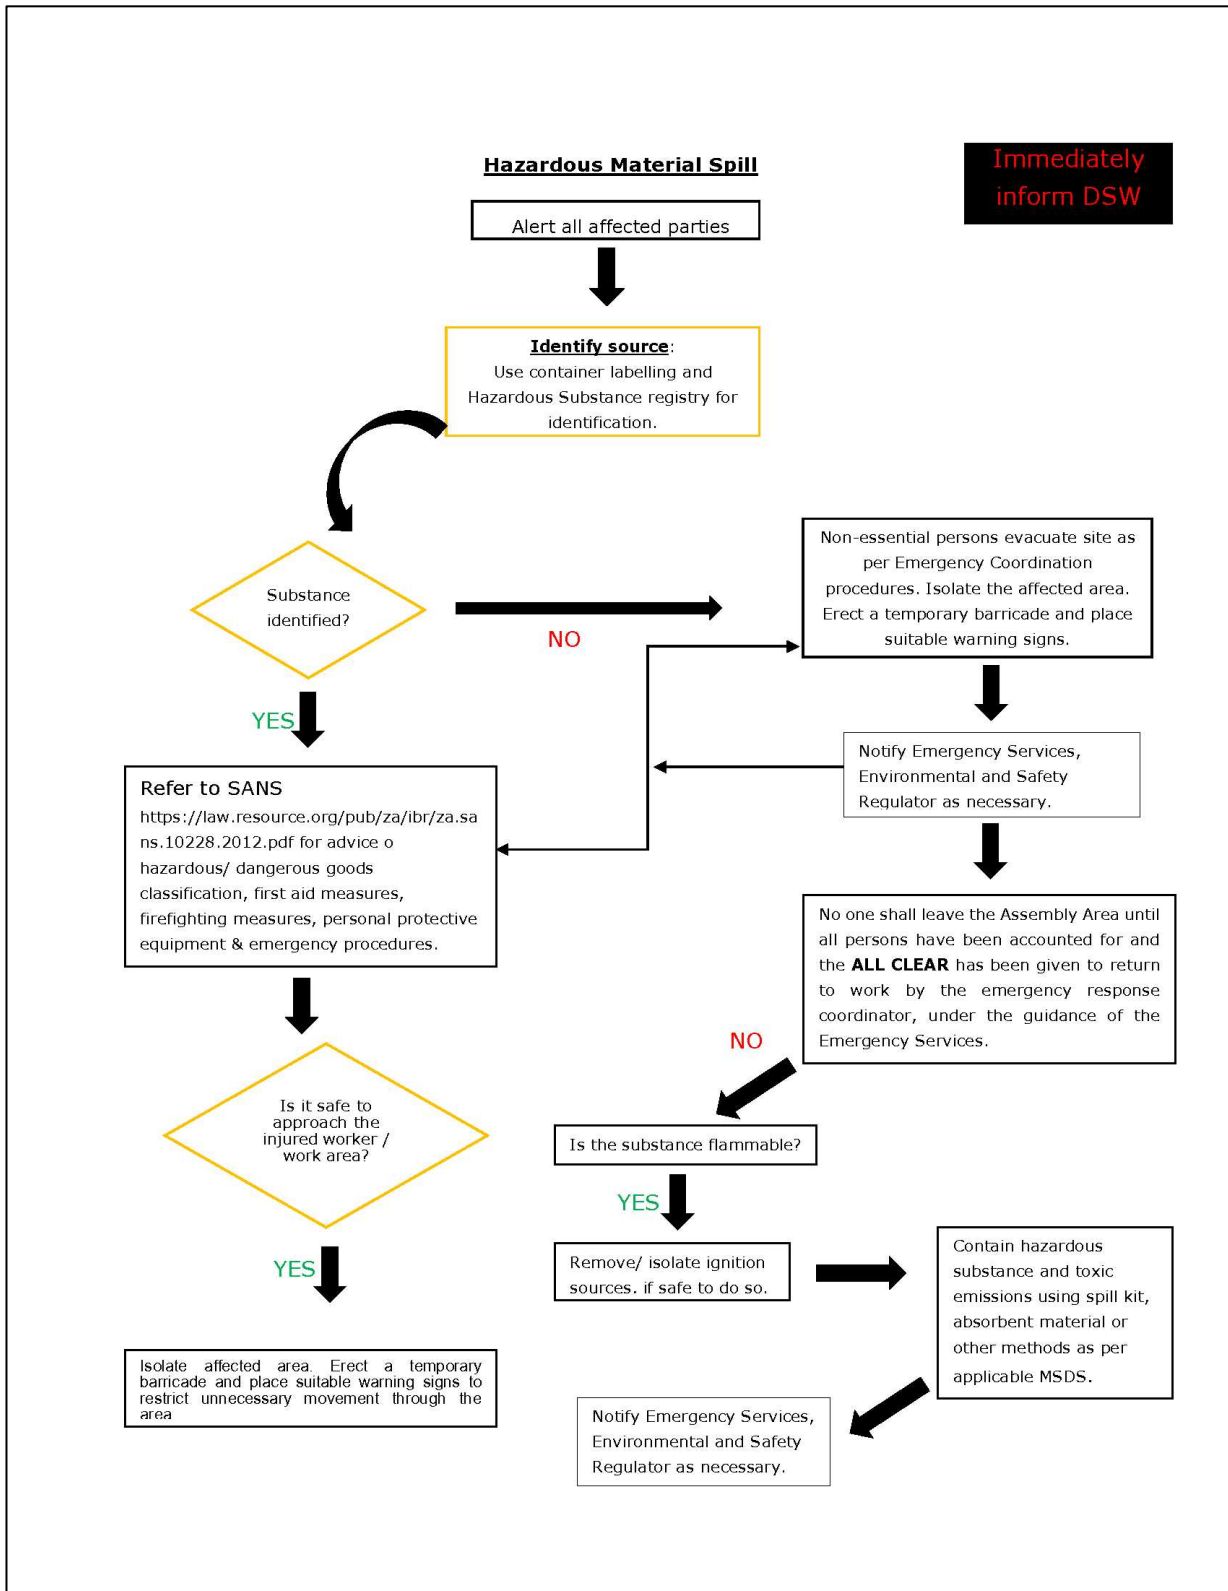 Hazardous Material Spill
Immediately
inform DSW
Alert all affected parties
Identify source:
Use container labelling and
Hazardous Substance registry for
identification.
Substance
identified?
NO
Non-essential persons evacuate site as
per Emergency Coordination
procedures. Isolate the affected area.
Erect a temporary barricade and place
suitable warning signs.
YES
Notify Emergency Services,
Environmental and Safety
Regulator as necessary.
Refer to SANS
https://law.resource.org/pub/za/ibr/za.sa
ns.10228.2012.pdf for advice o
hazardous/ dangerous goods
classification, first aid measures,
firefighting measures, personal protective
equipment & emergency procedures.
No one shall leave the Assembly Area until
all persons have been accounted for and
the ALL CLEAR has been given to return
to work by the emergency response
coordinator, under the guidance of the
Emergency Services.
NO
Is it safe to
approach the
injured worker /
work area?
Is the substance flammable?
YES
YES
Remove/ isolate ignition
sources. if safe to do so.
Contain hazardous
substance and toxic
emissions using spill kit,
absorbent material or
other methods as per
applicable MSDS.
Isolate affected area. Erect a temporary
barricade and place suitable warning signs to
restrict unnecessary movement through the
area
Notify Emergency Services,
Environmental and Safety
Regulator as necessary.